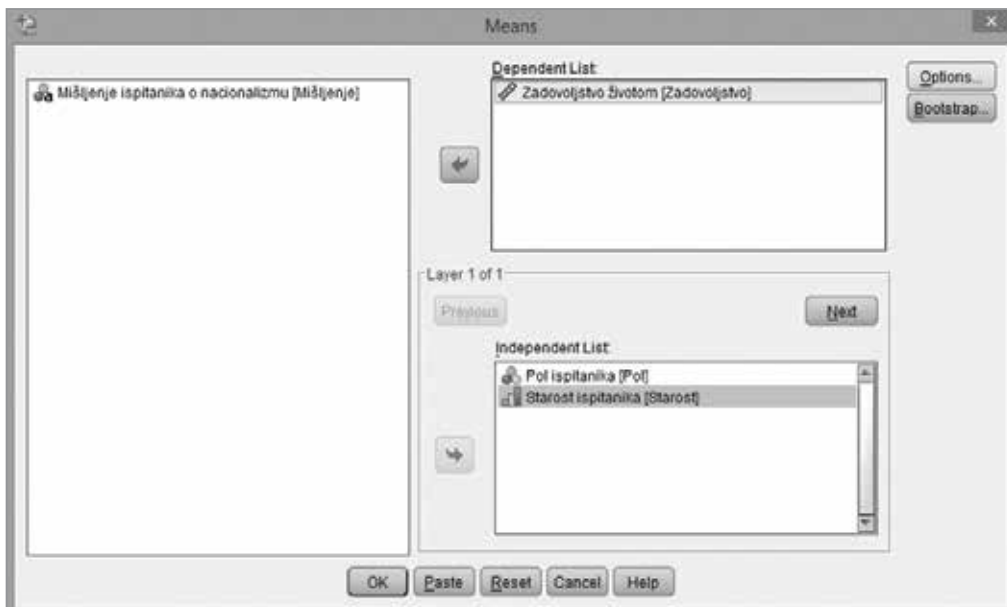 Means
Mišljenje ispitanika o nacionalizmu [Mišljenje]
Dependent List:
Zadovoljstvo životom [Zadovoljstvo]
Options...
Bootstrap...
Layer 1 of 1
Previous
Next
Independent List:
Pol ispitanika [Pol]
Starost ispitanika [Starost]
OK
Paste
Reset
Cancel
Help